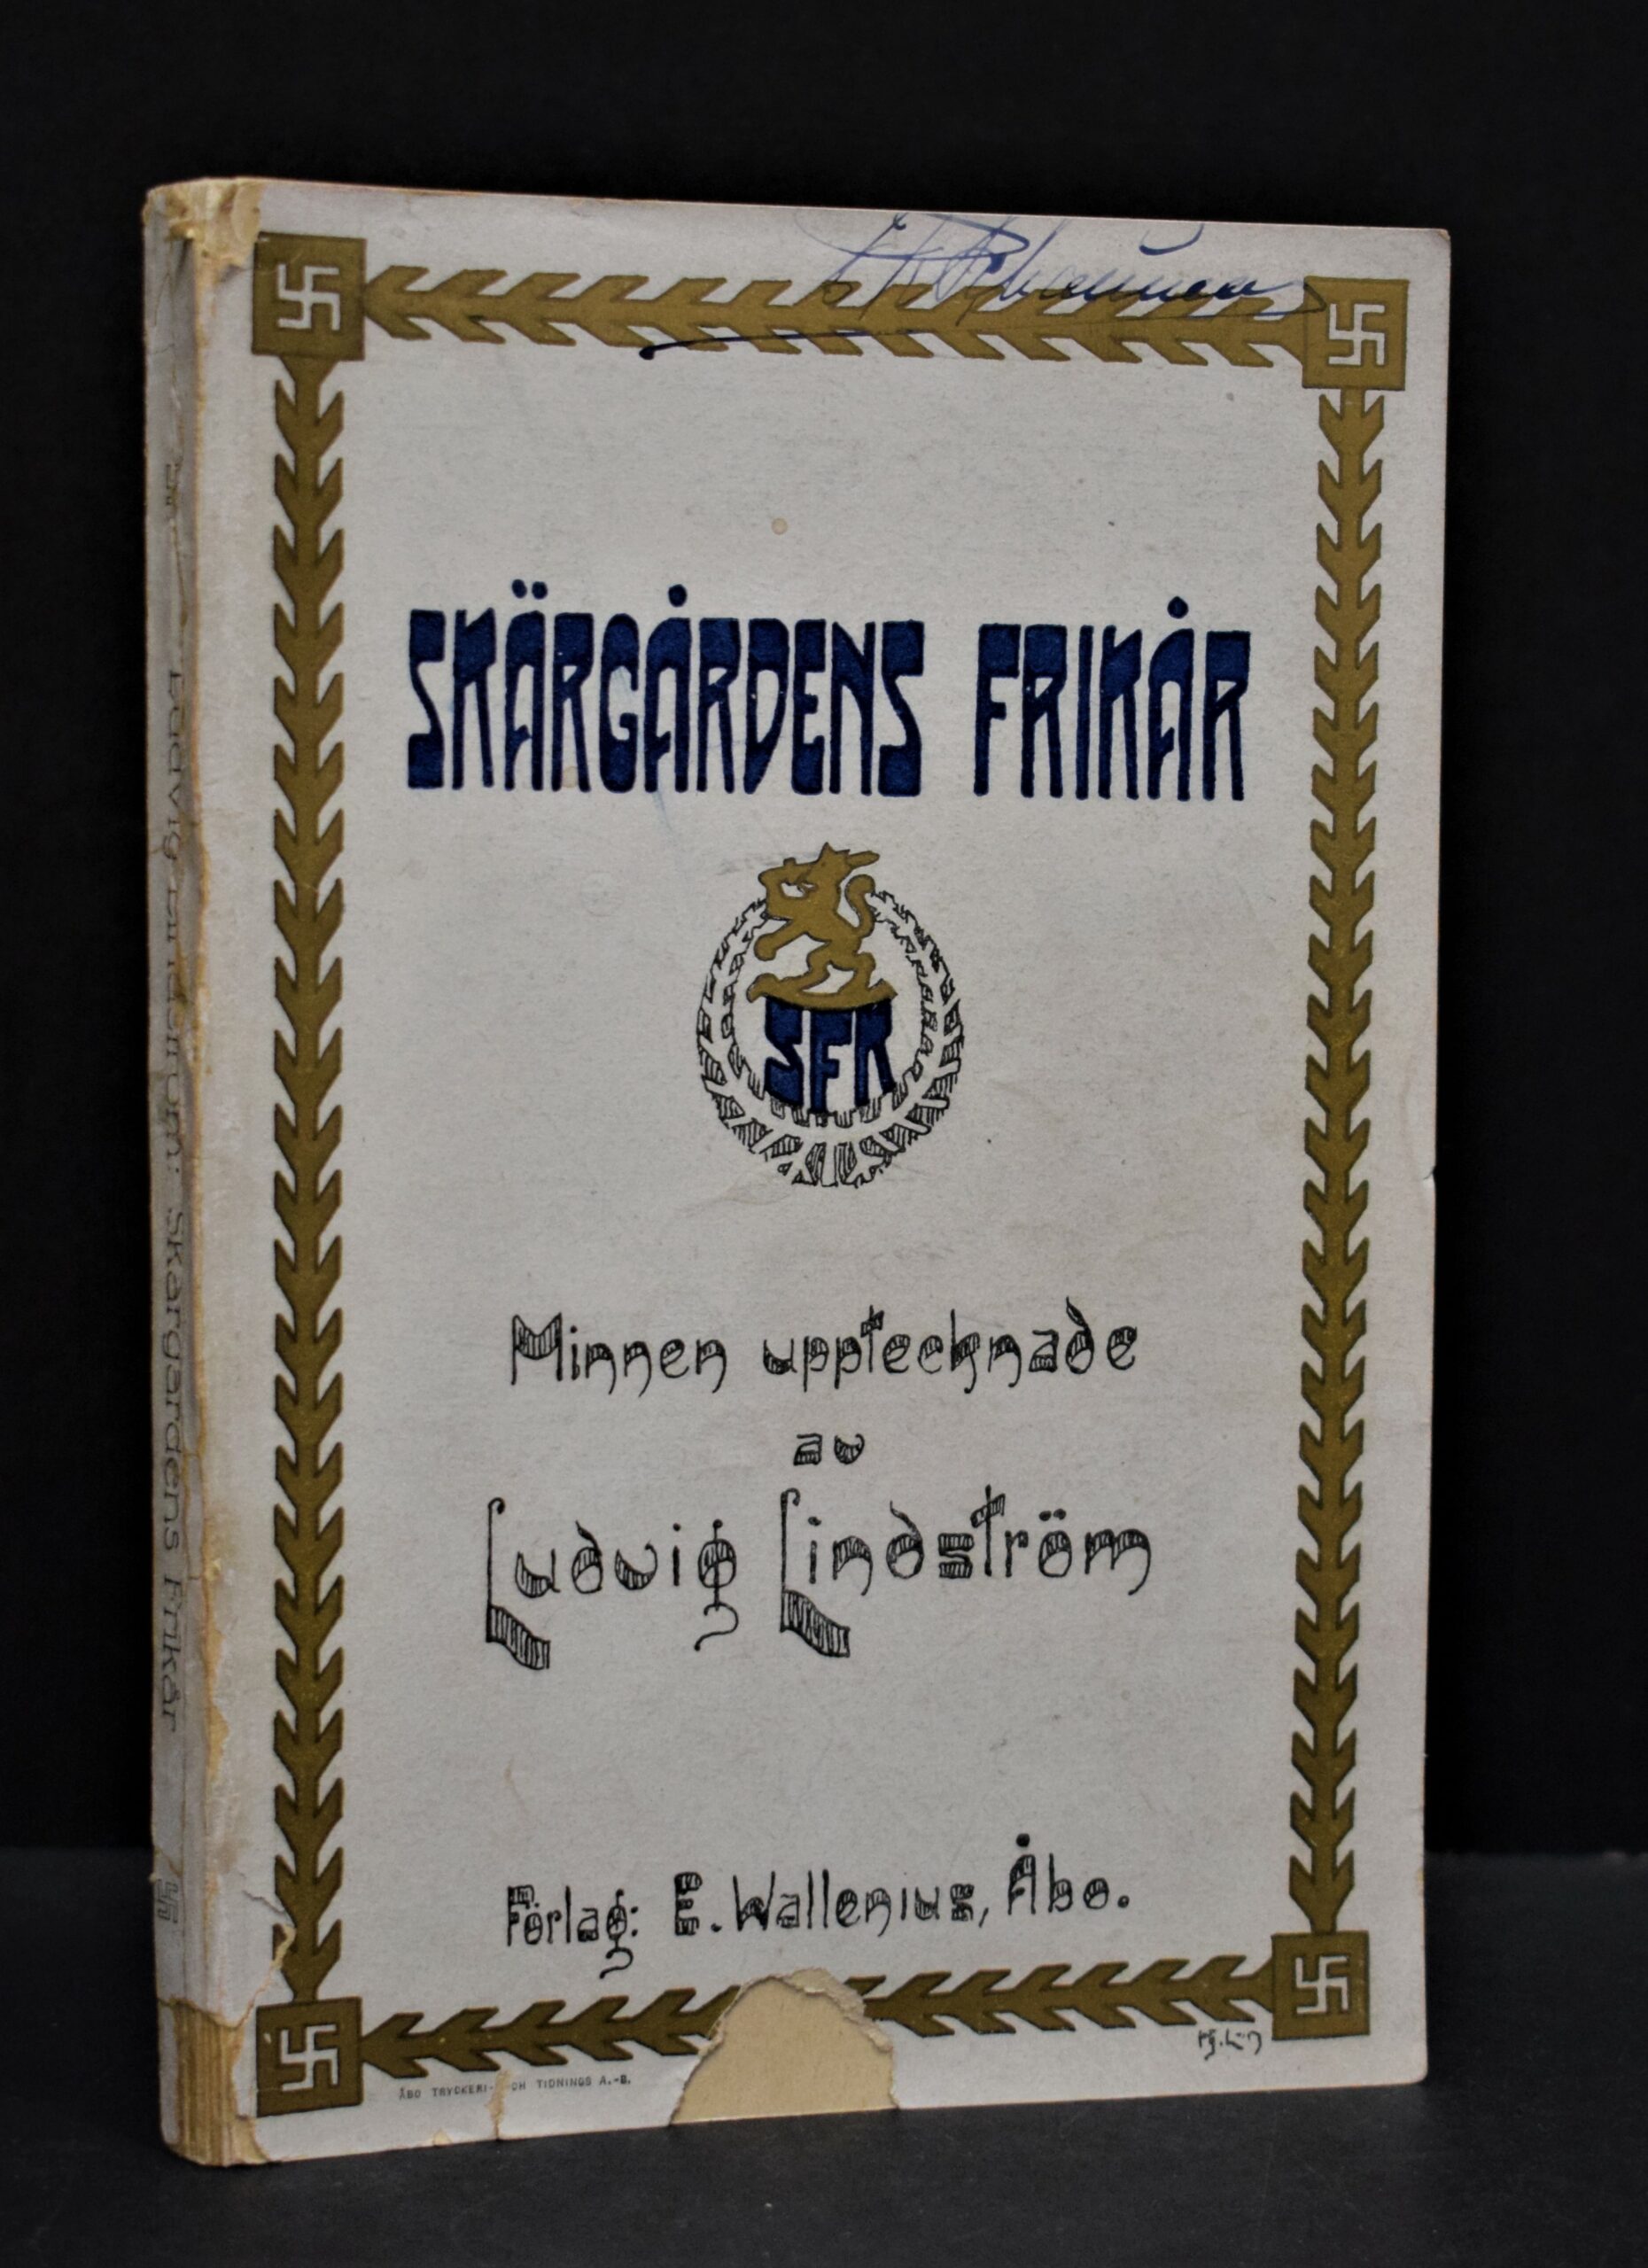 SKÄRGÅRDENS FRIKÅR
SFK
Minnen upptecknade
av
Ludvig Lindström
Förlag: E. Wallenius, Åbo.
ÅBO TRYCKERI- OCH TIDNINGS A.-B.
Ludvig Lindström: Skärgårdens Frikår